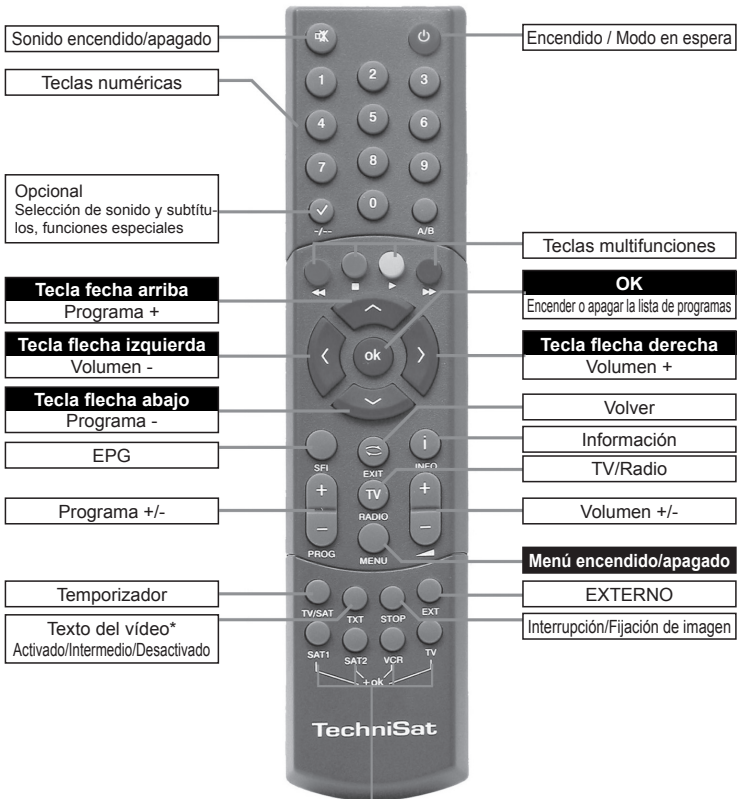 Sonido encendido/apagado
Encendido / Modo en espera
Teclas numéricas
1 2 3
4 5 6
7 8 9
Opcional
Selección de sonido y subtítu-
los, funciones especiales
0
-/-- A/B
Teclas multifunciones
Tecla fecha arriba
Programa +
OK
Encender o apagar la lista de programas
Tecla flecha izquierda
Volumen -
ok
Tecla flecha derecha
Volumen +
Tecla flecha abajo
Programa -
Volver
EPG
i
Información
SFI EXIT INFO
TV/Radio
+ TV +
Programa +/-
RADIO
Volumen +/-
– –
PROG MENU
Menú encendido/apagado
Temporizador
EXTERNO
TV/SAT TXT STOP EXT
Texto del vídeo*
Activado/Intermedio/Desactivado
Interrupción/Fijación de imagen
SAT1 SAT2 VCR TV
+ok
TechniSat